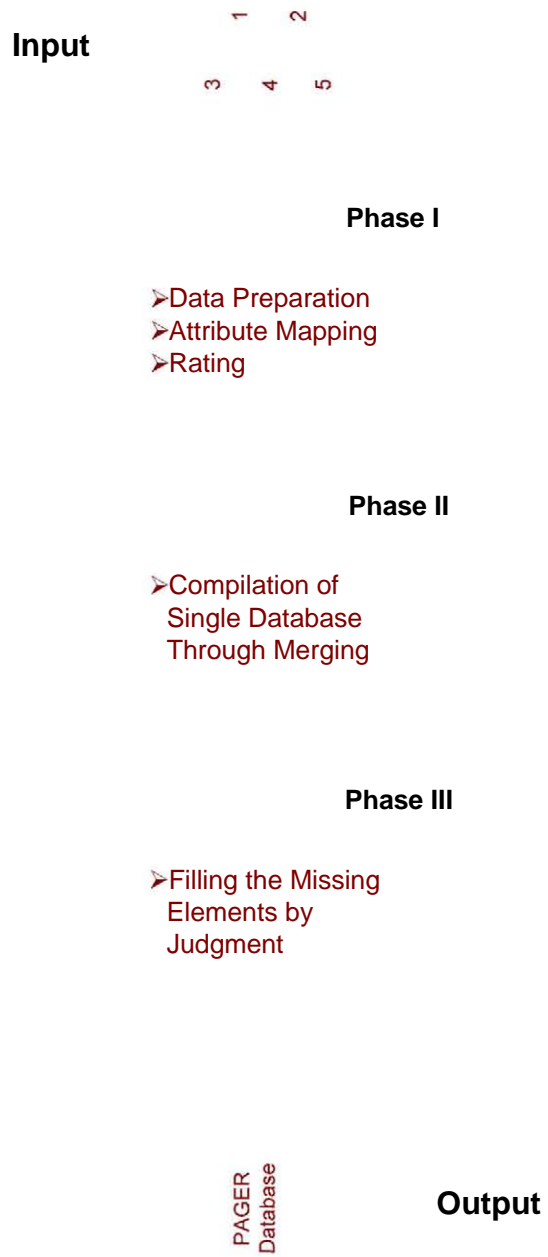 1 2
Input
3 4 5
Phase I
➢Data Preparation
➢Attribute Mapping
➢Rating
Phase II
➢Compilation of
Single Database
Through Merging
Phase III
➢Filling the Missing
Elements by
Judgment
PAGER
Database
Output